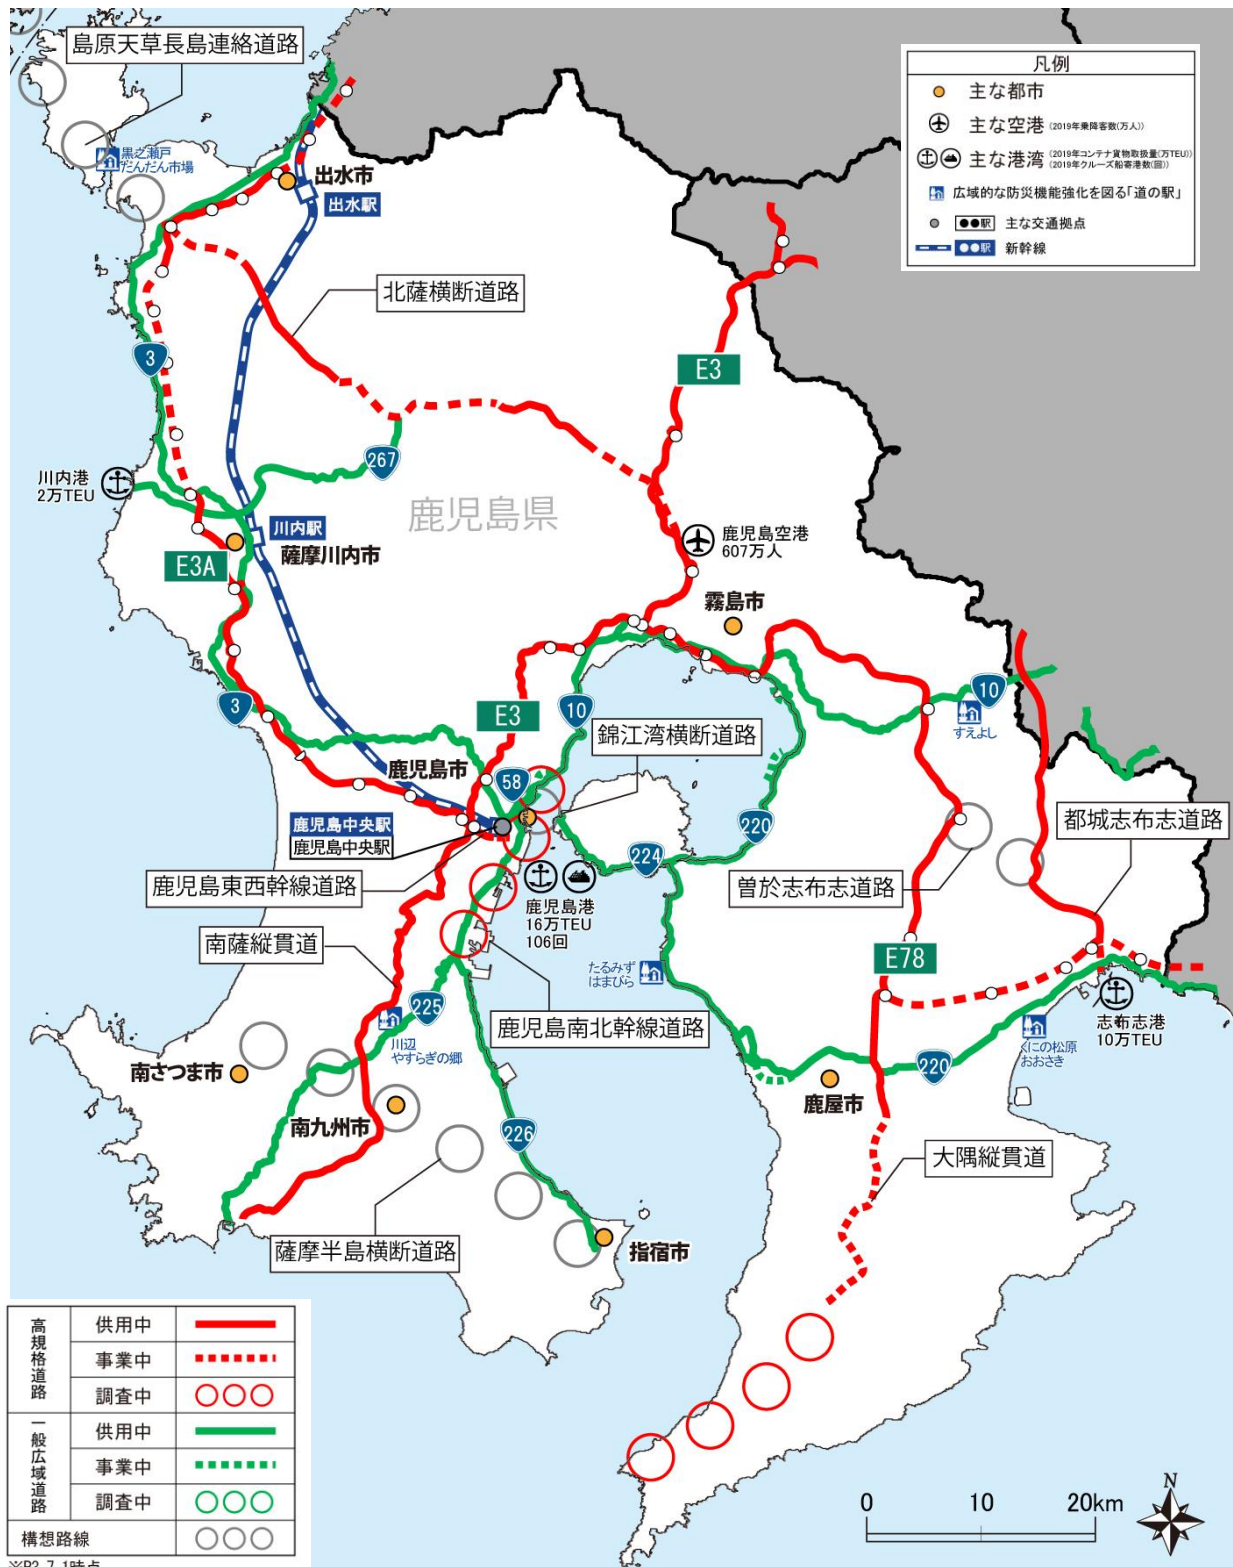 島原天草長島連絡道路
黒之瀬戸
だんだん市場
出水市
出水駅
北薩横断道路
3
E3
267
川内港
2万TEU
鹿児島県
川内駅
薩摩川内市
E3A
鹿児島空港
607万人
霧島市
3
E3
10
10
すえよし
錦江湾横断道路
鹿児島市
58
鹿児島中央駅
鹿児島中央駅
220
224
都城志布志道路
鹿児島東西幹線道路
曽於志布志道路
鹿児島港
16万TEU
106回
南薩縦貫道
E78
たるみず
はまびら
225
鹿児島南北幹線道路
川辺
やすらぎの郷
志布志港
10万TEU
くにの松原
おおさき
南さつま市
220
鹿屋市
南九州市
226
大隅縦貫道
薩摩半島横断道路
指宿市
凡例
主な都市
主な空港 (2019年乗降客数(万人))
主な港湾 (2019年コンテナ貨物取扱量(万TEU))
(2019年クルーズ船寄港数(回))
広域的な防災機能強化を図る「道の駅」
●●駅 主な交通拠点
●●駅 新幹線
高規格道路
供用中
事業中
調査中
一般広域道路
供用中
事業中
調査中
構想路線
※R3.7.1時点
0 10 20km
N